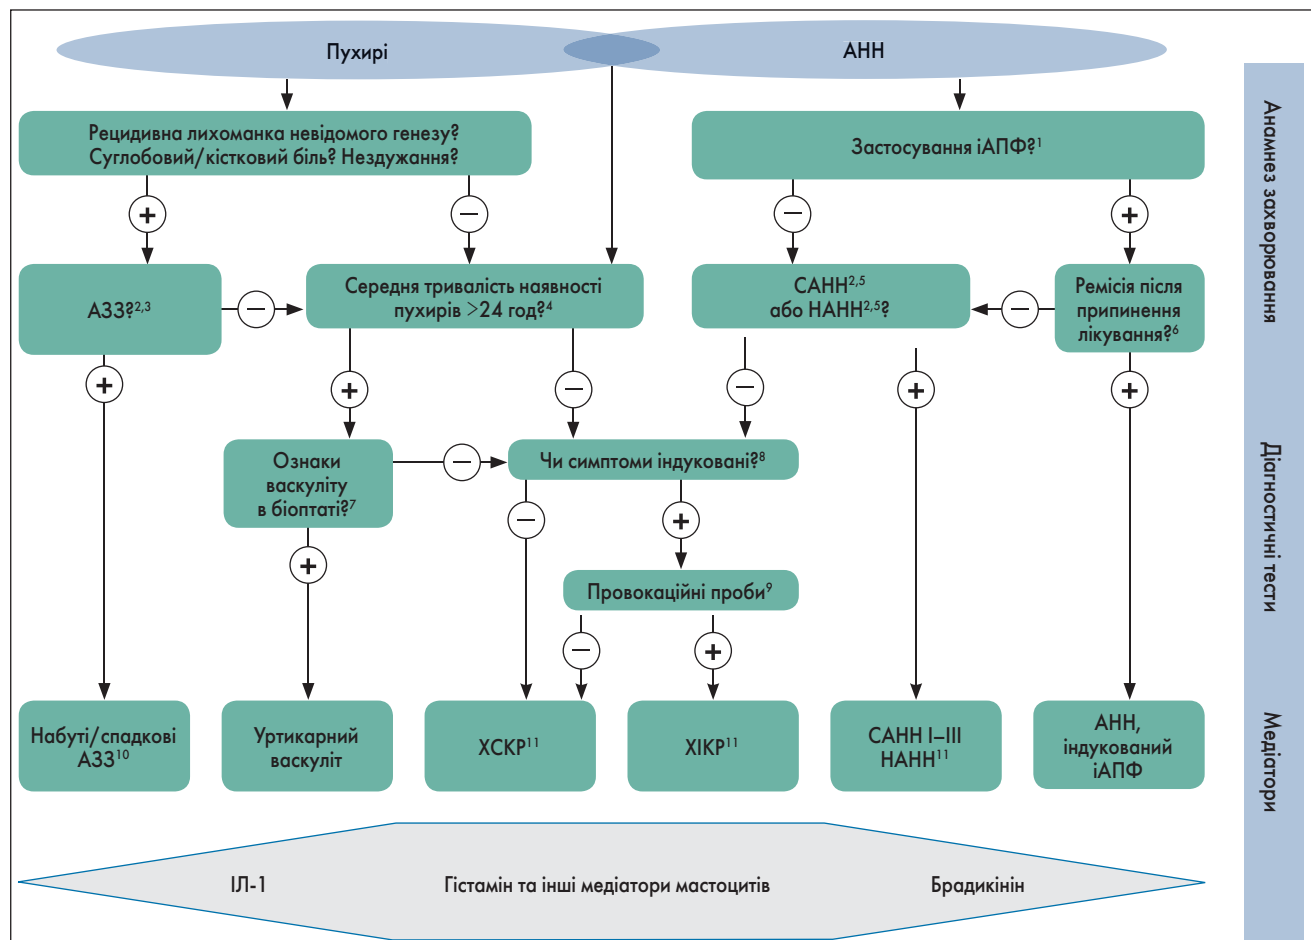 Пухирі
АНН
Рецидивна лихоманка невідомого генезу?
Суглобовий/кістковий біль? Нездужання?
Застосування іАПФ?¹
+
–
–
+
АЗЗ?²,³
–
Середня тривалість наявності
пухирів >24 год?⁴
САНН²,⁵
або НАНН²,⁵?
–
Ремісія після
припинення
лікування?⁶
+
+
–
–
+
+
Ознаки
васкуліту
в біоптаті?⁷
–
Чи симптоми індуковані?⁸
–
+
+
Провокаційні проби⁹
–
+
Набуті/спадкові
АЗЗ¹⁰
Уртикарний
васкуліт
ХСКР¹¹
ХІКР¹¹
САНН I–III
НАНН¹¹
АНН,
індукований
іАПФ
ІЛ-1
Гістамін та інші медіатори мастоцитів
Брадикінін
Анамнез захворювання
Діагностичні тести
Медіатори